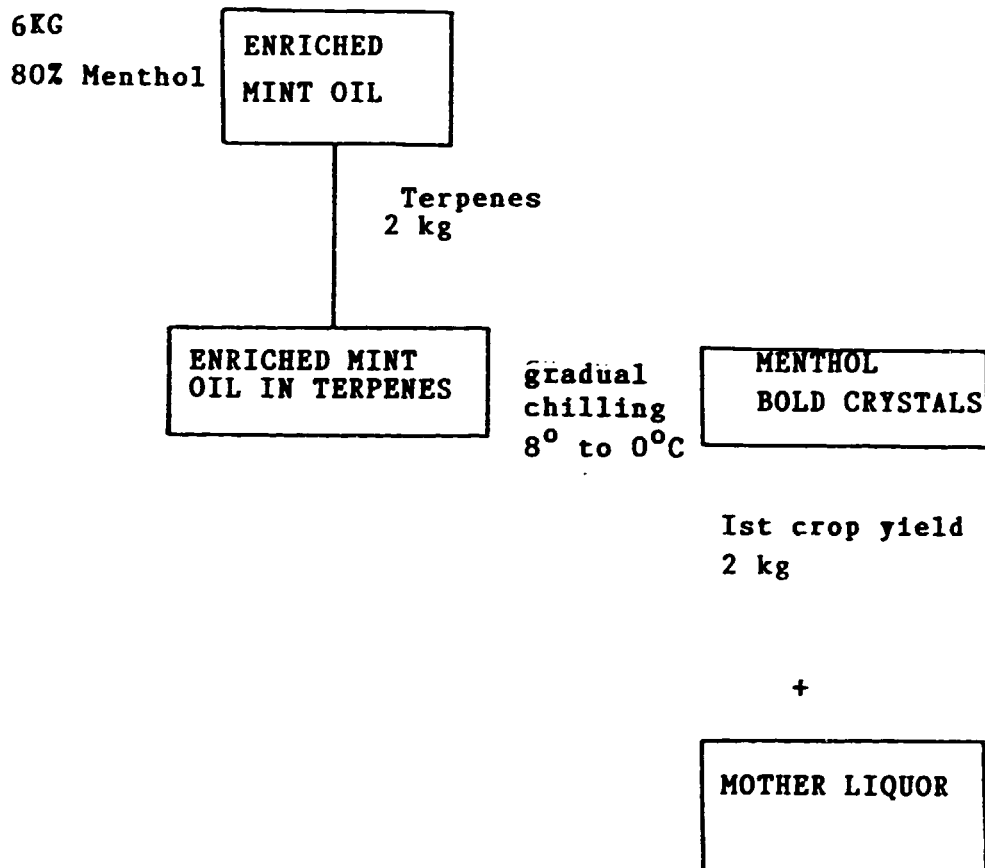 6KG
80% Menthol
ENRICHED
MINT OIL
Terpenes
2 kg
ENRICHED MINT
OIL IN TERPENES
gradual
chilling
8° to 0°C
MENTHOL
BOLD CRYSTALS
Ist crop yield
2 kg
+
MOTHER LIQUOR